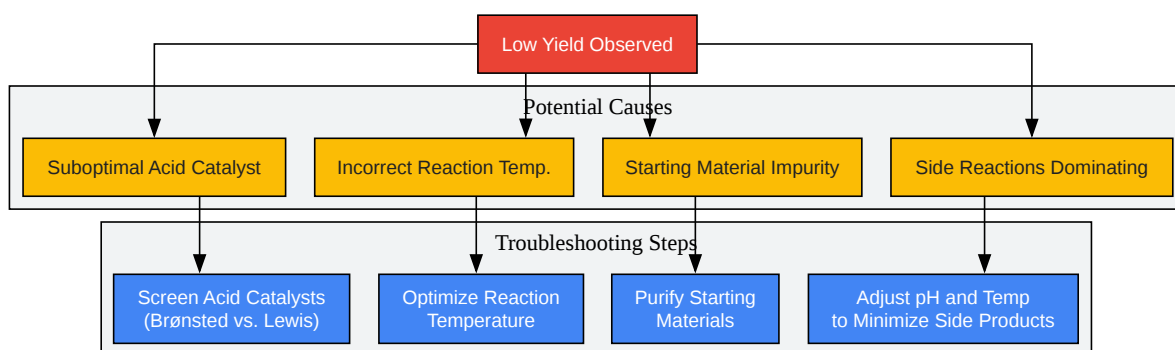 Low Yield Observed
Potential Causes
Suboptimal Acid Catalyst
Incorrect Reaction Temp.
Starting Material Impurity
Side Reactions Dominating
Troubleshooting Steps
Screen Acid Catalysts
(Brønsted vs. Lewis)
Optimize Reaction
Temperature
Purify Starting
Materials
Adjust pH and Temp
to Minimize Side Products